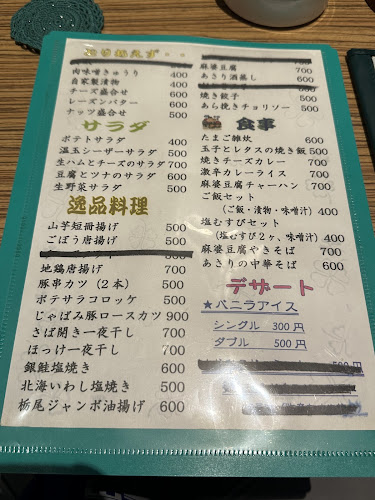 とりあえず・・
肉味噌きゅうり 400
自家製漬物 400
チーズ盛合せ 600
レーズンバター 600
ナッツ盛合せ 500
サラダ
ポテトサラダ 400
温玉シーザーサラダ 500
生ハムとチーズのサラダ 700
豆腐とツナのサラダ 600
生野菜サラダ 500
逸品料理
山芋短冊揚げ 500
ごぼう唐揚げ 500
地鶏唐揚げ 700
豚串カツ(2本) 500
ポテサラコロッケ 500
じゃばみ豚ロースカツ 900
さば開き一夜干し 700
ほっけ一夜干し 700
銀鮭塩焼き 600
北海いわし塩焼き 500
栃尾ジャンボ油揚げ 600
麻婆豆腐 700
あさり酒蒸し 600
焼き餃子 500
あら挽きチョリソー 500
食事
たまご雑炊 600
玉子とレタスの焼き飯 500
焼きチーズカレー 700
激辛カレーライス 700
麻婆豆腐チャーハン 700
ご飯セット
(ご飯・漬物・味噌汁) 400
塩むすびセット
(塩むすび2ヶ、味噌汁) 400
麻婆豆腐やきそば 700
あさりの中華そば 600
デザート
★バニラアイス
シングル 300円
ダブル 500円